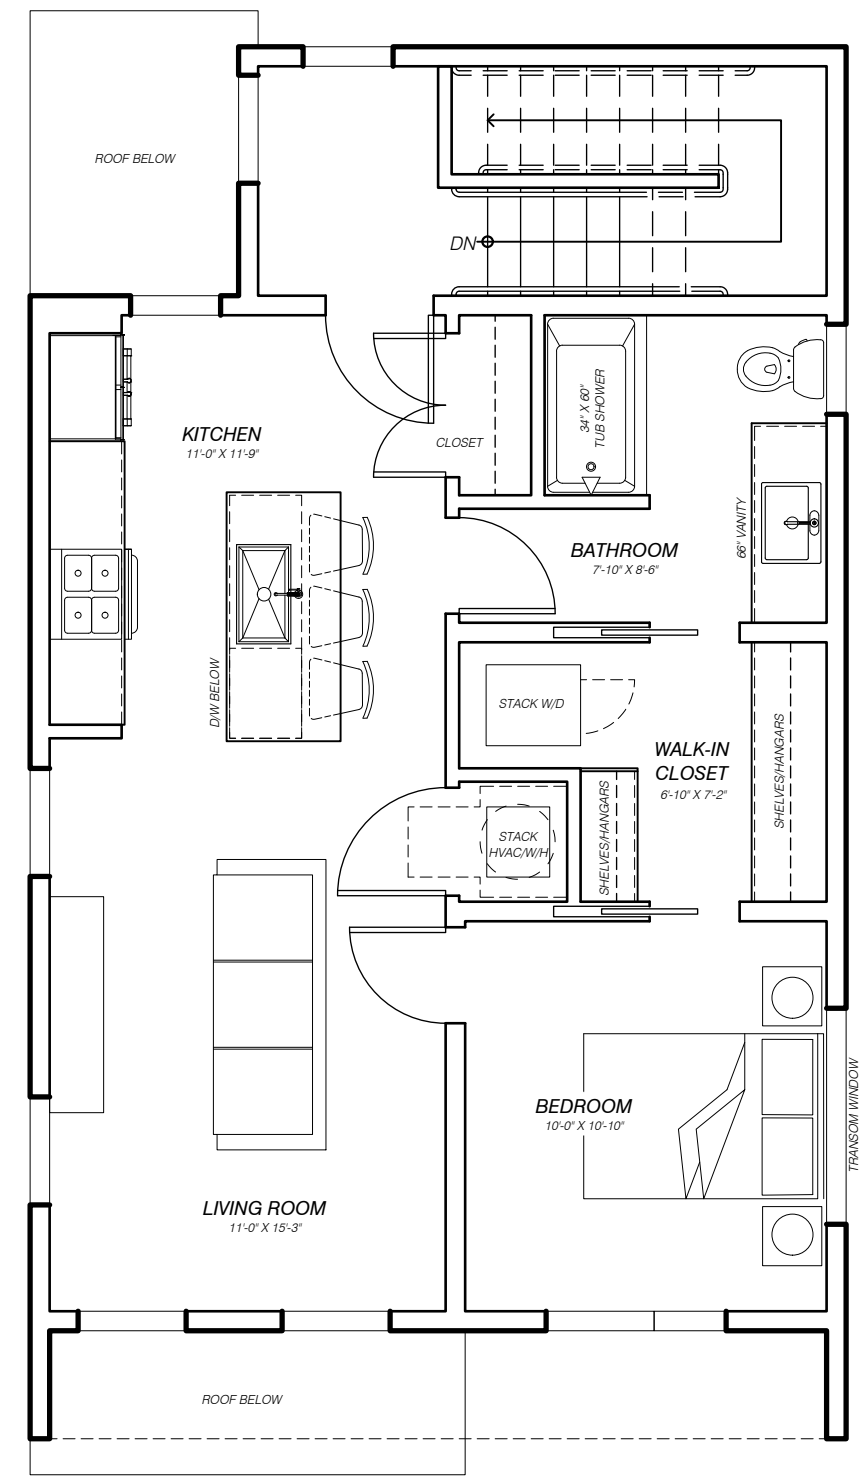 ROOF BELOW
DN
KITCHEN
11'-0" X 11'-9"
CLOSET
34" X 60"
TUB SHOWER
BATHROOM
7'-10" X 8'-6"
66" VANITY
D/W BELOW
STACK W/D
WALK-IN
CLOSET
6'-10" X 7'-2"
SHELVES/HANGARS
SHELVES/HANGARS
STACK
HVAC/W/H
BEDROOM
10'-0" X 10'-10"
TRANSOM WINDOW
LIVING ROOM
11'-0" X 15'-3"
ROOF BELOW